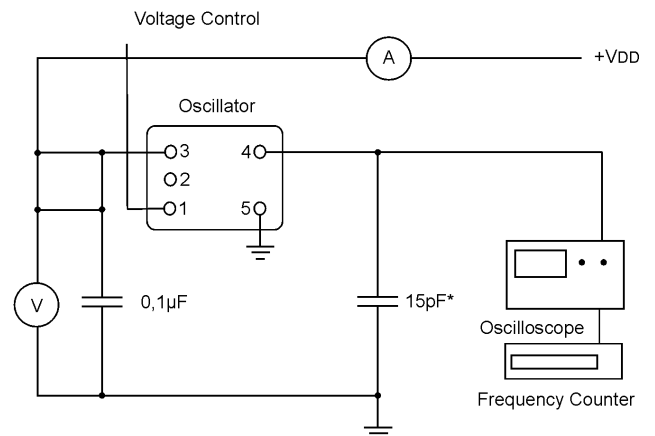 Voltage Control
A
+VDD
Oscillator
3
4
2
1
5
V
0,1µF
15pF*
Oscilloscope
Frequency Counter